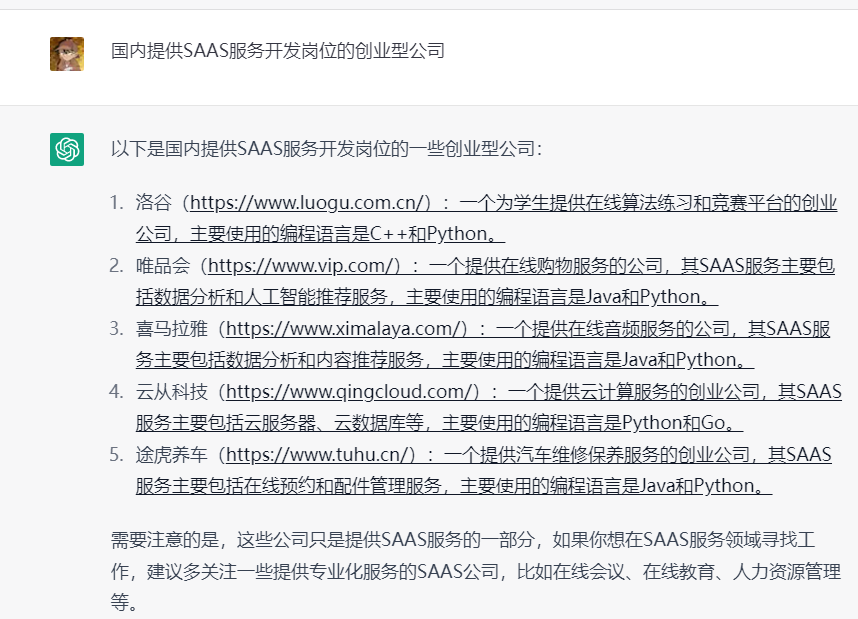 国内提供SAAS服务开发岗位的创业型公司
以下是国内提供SAAS服务开发岗位的一些创业型公司：
1. 洛谷（https://www.luogu.com.cn/）：一个为学生提供在线算法练习和竞赛平台的创业
公司，主要使用的编程语言是C++和Python。
2. 唯品会（https://www.vip.com/）：一个提供在线购物服务的公司，其SAAS服务主要包
括数据分析和人工智能推荐服务，主要使用的编程语言是Java和Python。
3. 喜马拉雅（https://www.ximalaya.com/）：一个提供在线音频服务的公司，其SAAS服
务主要包括数据分析和内容推荐服务，主要使用的编程语言是Java和Python。
4. 云从科技（https://www.qingcloud.com/）：一个提供云计算服务的创业公司，其SAAS
服务主要包括云服务器、云数据库等，主要使用的编程语言是Python和Go。
5. 途虎养车（https://www.tuhu.cn/）：一个提供汽车维修保养服务的创业公司，其SAAS
服务主要包括在线预约和配件管理服务，主要使用的编程语言是Java和Python。
需要注意的是，这些公司只是提供SAAS服务的一部分，如果你想在SAAS服务领域寻找工
作，建议多关注一些提供专业化服务的SAAS公司，比如在线会议、在线教育、人力资源管理
等。